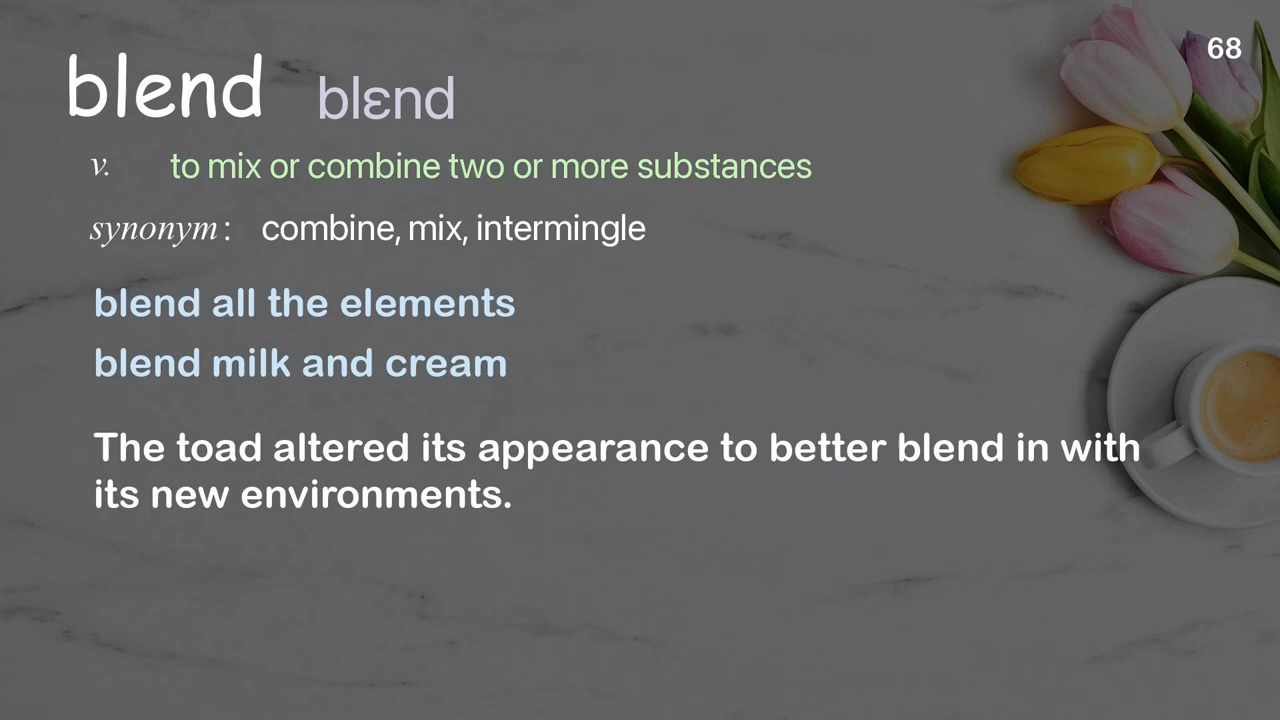 68
blend blɛnd
v. to mix or combine two or more substances
synonym: combine, mix, intermingle
blend all the elements
blend milk and cream
The toad altered its appearance to better blend in with
its new environments.